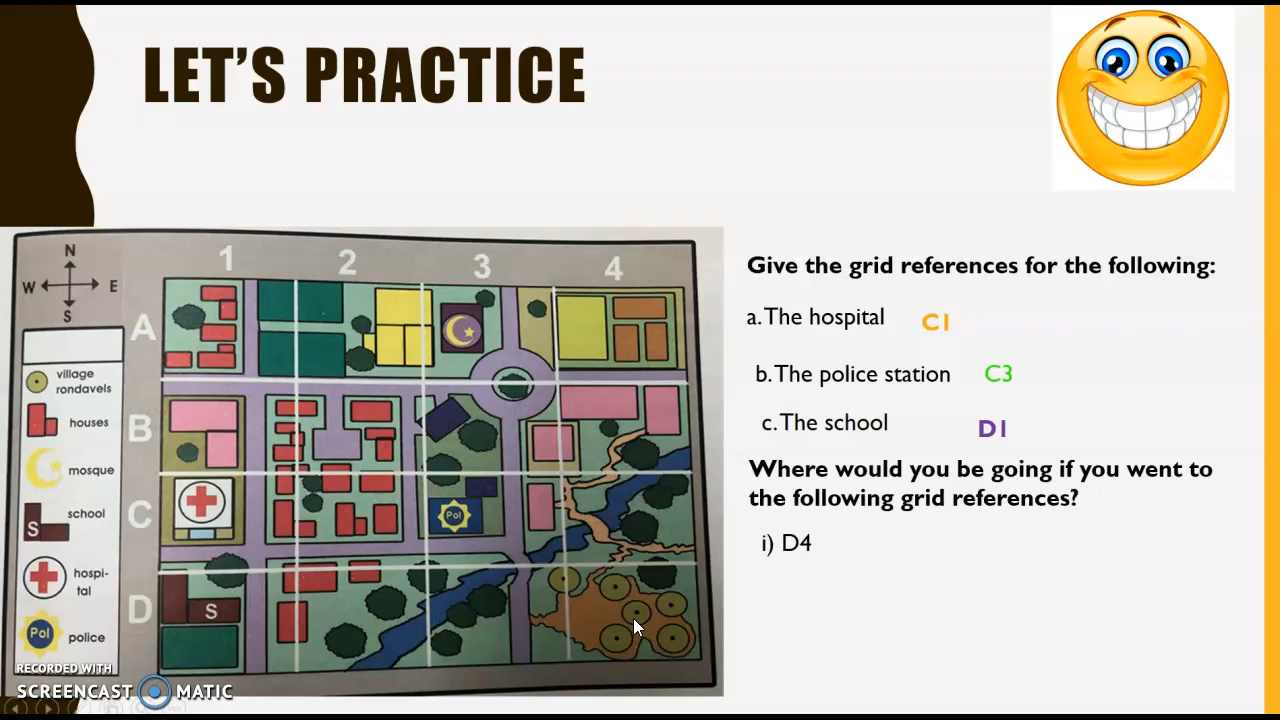 LET'S PRACTICE
N
W E
S
1 2 3 4
A
B
C
D
village
rondavels
houses
mosque
S
school
hospi-
tal
Pol
police
Pol
S
Give the grid references for the following:
a. The hospital C1
b. The police station C3
c. The school D1
Where would you be going if you went to
the following grid references?
i) D4
RECORDED WITH
SCREENCAST MATIC